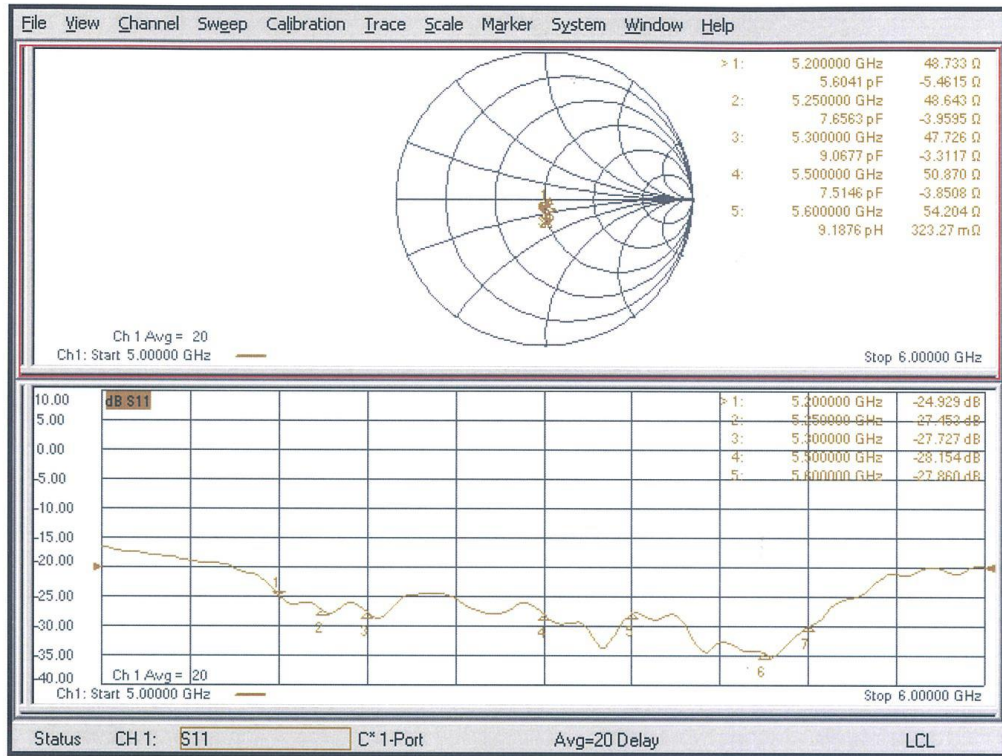 File View Channel Sweep Calibration Trace Scale Marker System Window Help
> 1: 5.200000 GHz 48.733 Ω
5.6041 pF -5.4615 Ω
2: 5.250000 GHz 48.643 Ω
7.6563 pF -3.9595 Ω
3: 5.300000 GHz 47.726 Ω
9.0677 pF -3.3117 Ω
4: 5.500000 GHz 50.870 Ω
7.5146 pF -3.8508 Ω
5: 5.600000 GHz 54.204 Ω
9.1876 pH 323.27 mΩ
Ch 1 Avg = 20
Ch1: Start 5.00000 GHz Stop 6.00000 GHz
10.00 dB S11 > 1: 5.200000 GHz -24.929 dB
5.00 2: 5.250000 GHz -27.453 dB
0.00 3: 5.300000 GHz -27.727 dB
4: 5.500000 GHz -28.154 dB
-5.00 5: 5.600000 GHz -27.860 dB
-10.00
-15.00
-20.00
1
-25.00
2 3 4 5
-30.00
7
-35.00
6
-40.00 Ch 1 Avg = 20
Ch1: Start 5.00000 GHz Stop 6.00000 GHz
Status CH 1: S11 C* 1-Port Avg=20 Delay LCL